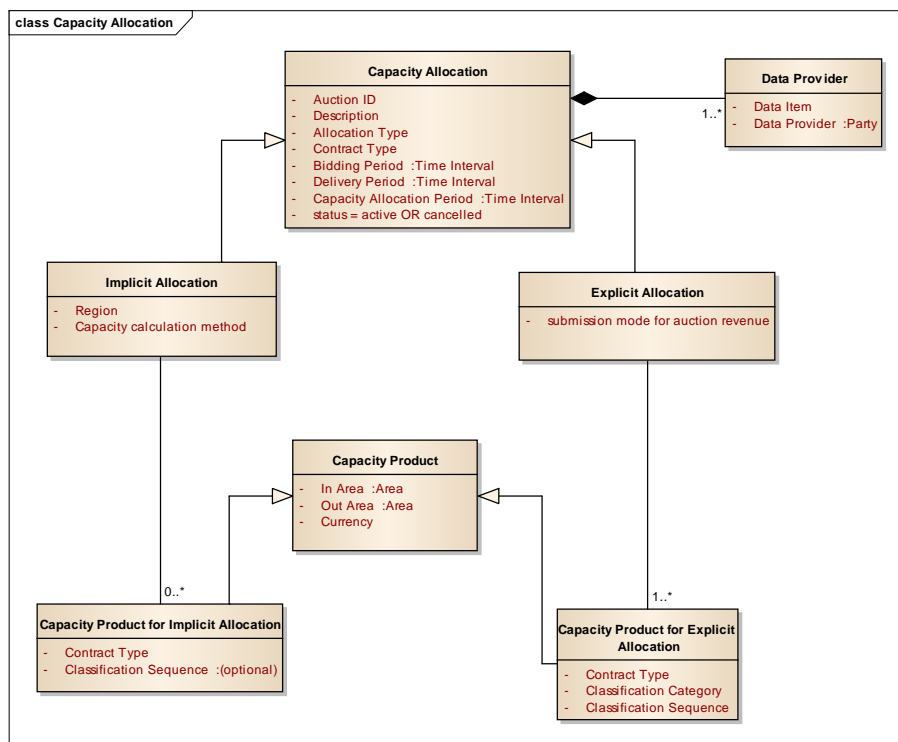 class Capacity Allocation
Capacity Allocation
- Auction ID
- Description
- Allocation Type
- Contract Type
- Bidding Period :Time Interval
- Delivery Period :Time Interval
- Capacity Allocation Period :Time Interval
- status = active OR cancelled
Data Provider
- Data Item
- Data Provider :Party
1..*
Implicit Allocation
- Region
- Capacity calculation method
Explicit Allocation
- submission mode for auction revenue
Capacity Product
- In Area :Area
- Out Area :Area
- Currency
0..*
1..*
Capacity Product for Implicit Allocation
- Contract Type
- Classification Sequence :(optional)
Capacity Product for Explicit
Allocation
- Contract Type
- Classification Category
- Classification Sequence